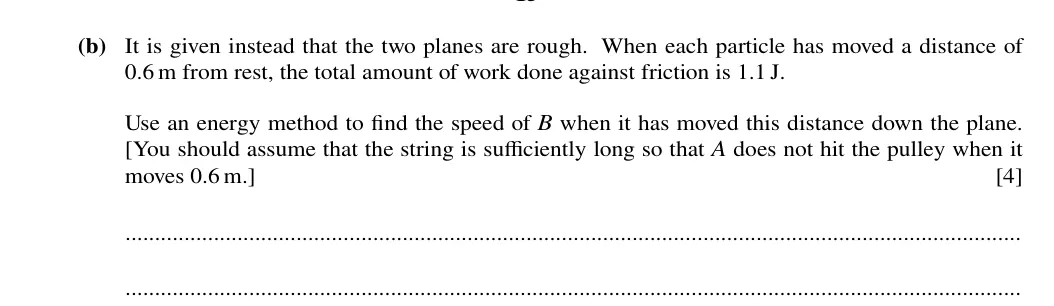 (b) It is given instead that the two planes are rough. When each particle has moved a distance of
0.6 m from rest, the total amount of work done against friction is 1.1 J.
Use an energy method to find the speed of B when it has moved this distance down the plane.
[You should assume that the string is sufficiently long so that A does not hit the pulley when it
moves 0.6 m.] [4]